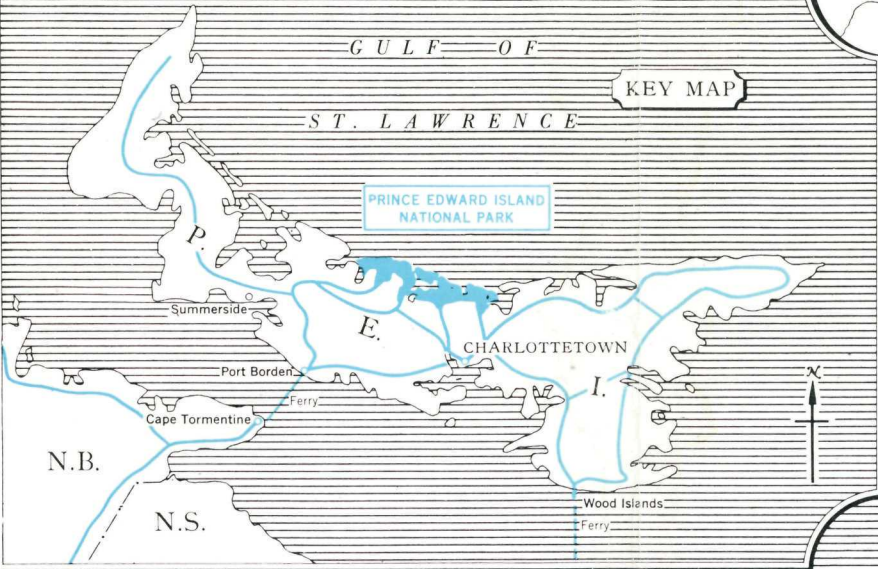 GULF OF
KEY MAP
ST. LAWRENCE
PRINCE EDWARD ISLAND
NATIONAL PARK
P.
Summerside
E.
CHARLOTTETOWN
Port Borden
I.
N
Ferry
Cape Tormentine
N.B.
Wood Islands
N.S.
Ferry